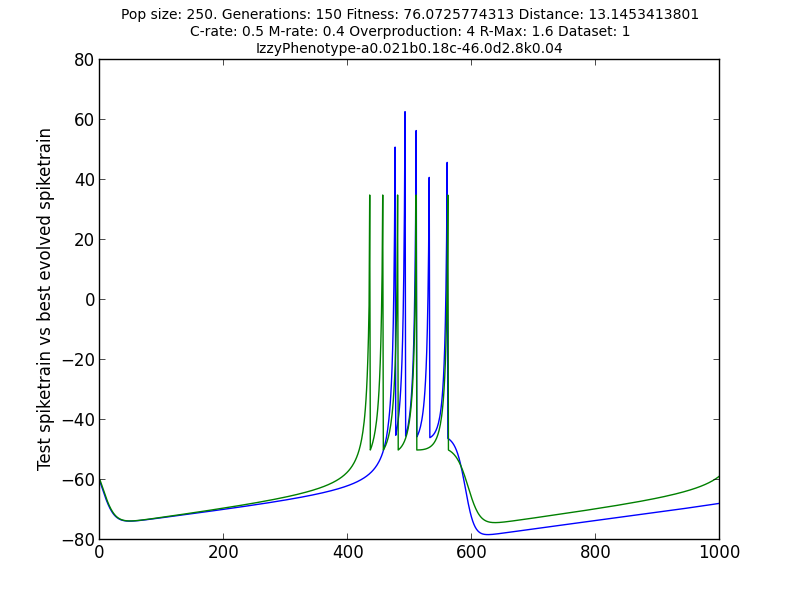 Pop size: 250. Generations: 150 Fitness: 76.0725774313 Distance: 13.1453413801
C-rate: 0.5 M-rate: 0.4 Overproduction: 4 R-Max: 1.6 Dataset: 1
IzzyPhenotype-a0.021b0.18c-46.0d2.8k0.04
Test spiketrain vs best evolved spiketrain
80
60
40
20
0
−20
−40
−60
−80
0 200 400 600 800 1000